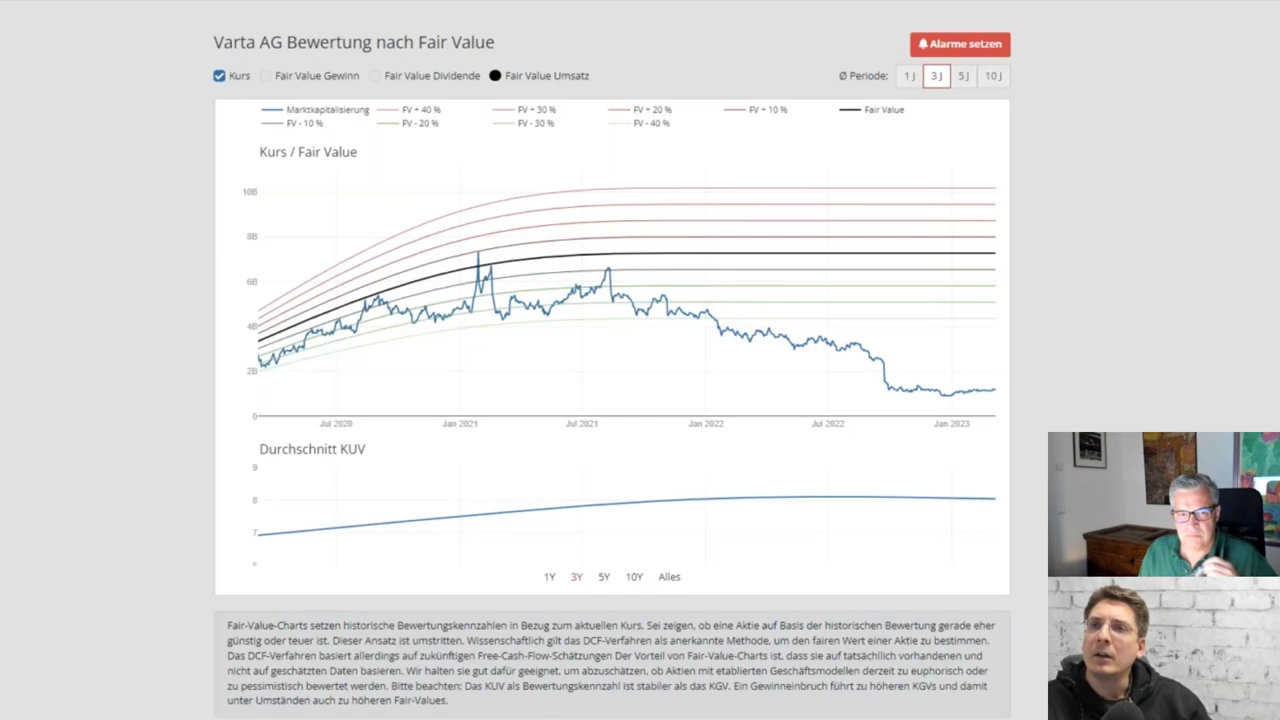 Varta AG Bewertung nach Fair Value
Alarme setzen
Kurs Fair Value Gewinn Fair Value Dividende Fair Value Umsatz
Ø Periode: 1 J 3 J 5 J 10 J
Marktkapitalisierung FV + 40 % FV + 30 % FV + 20 % FV + 10 % Fair Value
FV - 10 % FV - 20 % FV - 30 % FV - 40 %
Kurs / Fair Value
10B
8B
6B
4B
2B
0
Jul 2020 Jan 2021 Jul 2021 Jan 2022 Jul 2022 Jan 2023
Durchschnitt KUV
9
8
7
1Y 3Y 5Y 10Y Alles
Fair-Value-Charts setzen historische Bewertungskennzahlen in Bezug zum aktuellen Kurs. Sei zeigen, ob eine Aktie auf Basis der historischen Bewertung gerade eher
günstig oder teuer ist. Dieser Ansatz ist umstritten. Wissenschaftlich gilt das DCF-Verfahren als anerkannte Methode, um den fairen Wert einer Aktie zu bestimmen.
Das DCF-Verfahren basiert allerdings auf zukünftigen Free-Cash-Flow-Schätzungen Der Vorteil von Fair-Value-Charts ist, dass sie auf tatsächlich vorhandenen und
nicht auf geschätzten Daten basieren. Wir halten sie gut dafür geeignet, um abzuschätzen, ob Aktien mit etablierten Geschäftsmodellen derzeit zu euphorisch oder
zu pessimistisch bewertet werden. Bitte beachten: Das KUV als Bewertungskennzahl ist stabiler als das KGV. Ein Gewinneinbruch führt zu höheren KGVs und damit
unter Umständen auch zu höheren Fair-Values.